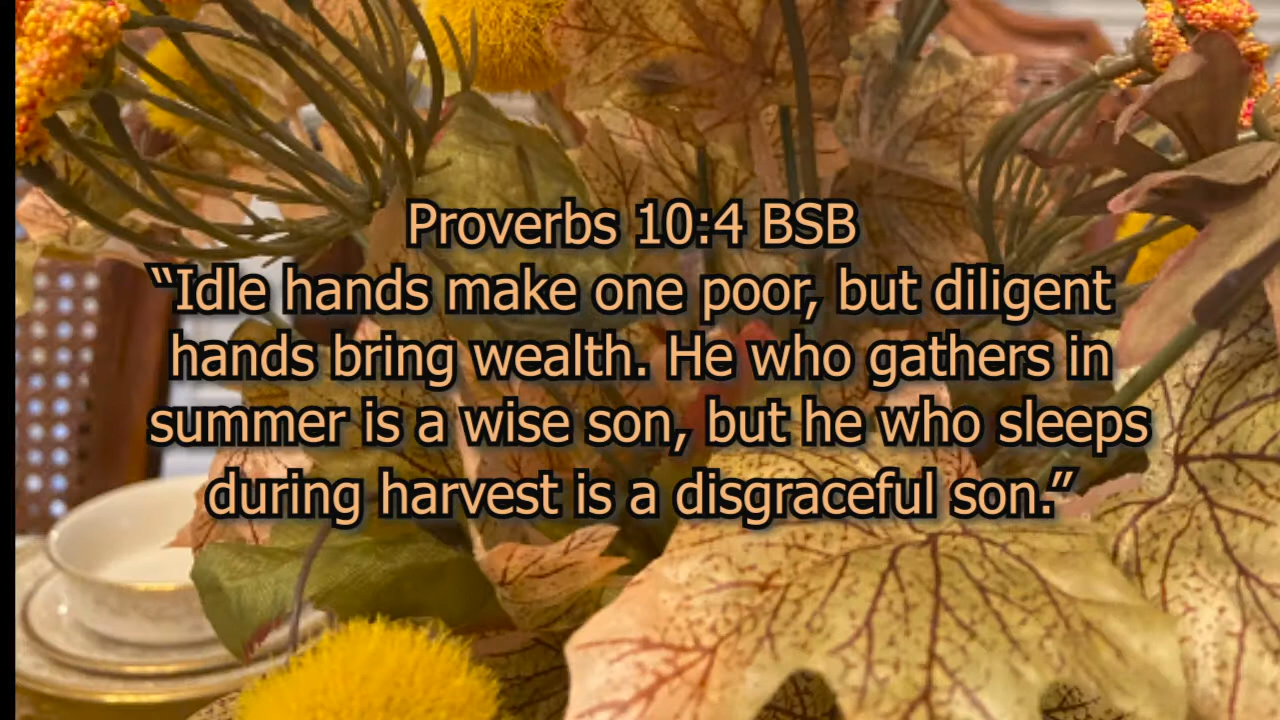 Proverbs 10:4 BSB
“Idle hands make one poor, but diligent
hands bring wealth. He who gathers in
summer is a wise son, but he who sleeps
during harvest is a disgraceful son.”